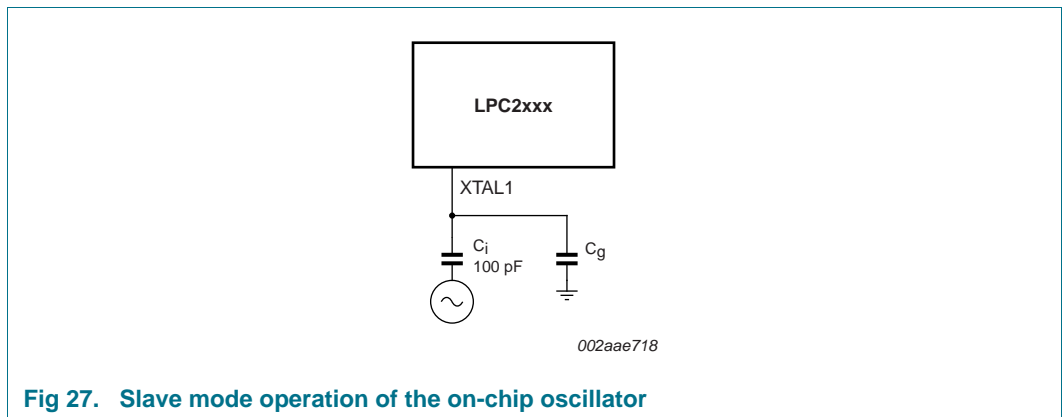 LPC2xxx
XTAL1
Ci
100 pF
Cg
002aae718
Fig 27. Slave mode operation of the on-chip oscillator